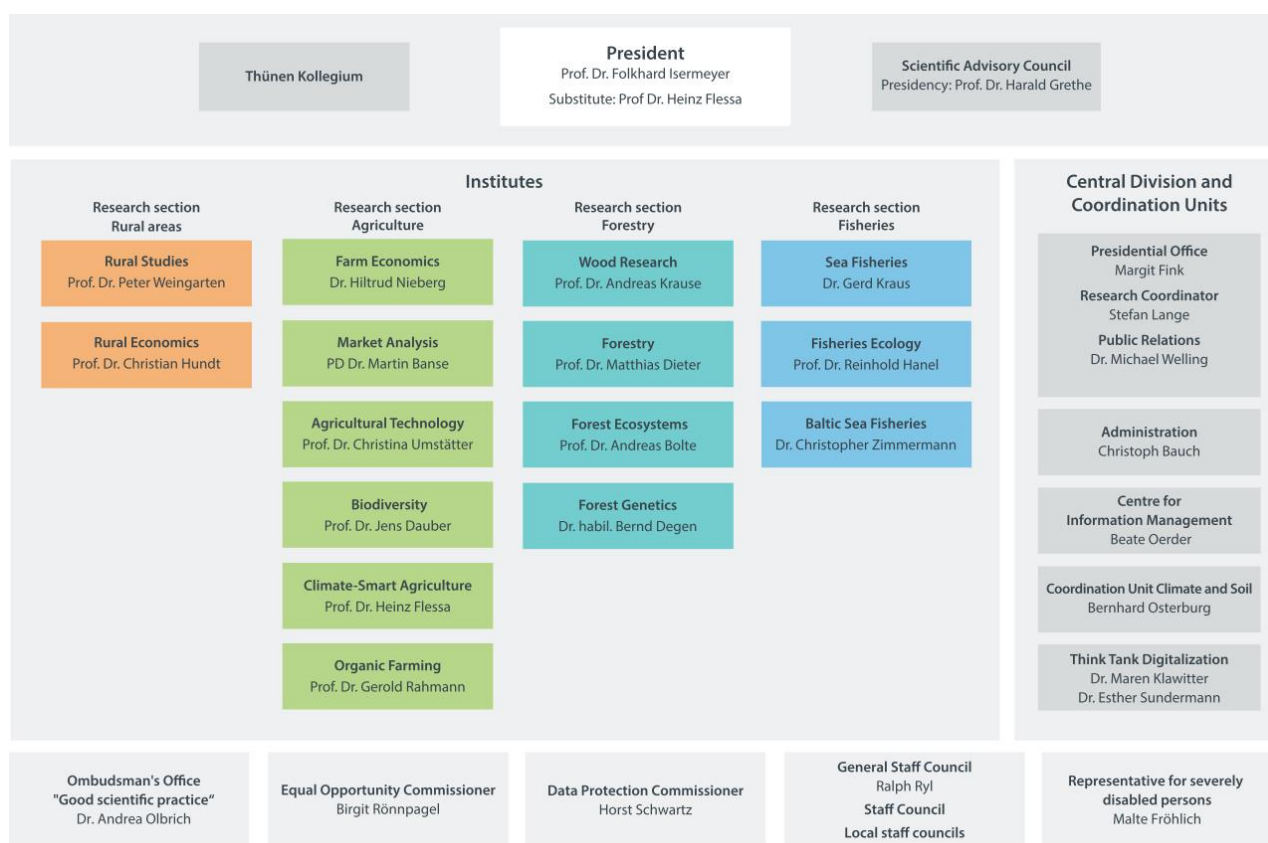 Thünen Kollegium
President
Prof. Dr. Folkhard Isermeyer
Substitute: Prof Dr. Heinz Flessa
Scientific Advisory Council
Presidency: Prof. Dr. Harald Grethe
Institutes
Research section
Rural areas
Rural Studies
Prof. Dr. Peter Weingarten
Rural Economics
Prof. Dr. Christian Hundt
Research section
Agriculture
Farm Economics
Dr. Hiltrud Nieberg
Market Analysis
PD Dr. Martin Banse
Agricultural Technology
Prof. Dr. Christina Umstätter
Biodiversity
Prof. Dr. Jens Dauber
Climate-Smart Agriculture
Prof. Dr. Heinz Flessa
Organic Farming
Prof. Dr. Gerold Rahmann
Research section
Forestry
Wood Research
Prof. Dr. Andreas Krause
Forestry
Prof. Dr. Matthias Dieter
Forest Ecosystems
Prof. Dr. Andreas Bolte
Forest Genetics
Dr. habil. Bernd Degen
Research section
Fisheries
Sea Fisheries
Dr. Gerd Kraus
Fisheries Ecology
Prof. Dr. Reinhold Hanel
Baltic Sea Fisheries
Dr. Christopher Zimmermann
Central Division and
Coordination Units
Presidential Office
Margit Fink
Research Coordinator
Stefan Lange
Public Relations
Dr. Michael Welling
Administration
Christoph Bauch
Centre for
Information Management
Beate Oerder
Coordination Unit Climate and Soil
Bernhard Osterburg
Think Tank Digitalization
Dr. Maren Klawitter
Dr. Esther Sundermann
Ombudsman's Office
"Good scientific practice“
Dr. Andrea Olbrich
Equal Opportunity Commissioner
Birgit Rönnpagel
Data Protection Commissioner
Horst Schwartz
General Staff Council
Ralph Ryl
Staff Council
Local staff councils
Representative for severely
disabled persons
Malte Fröhlich